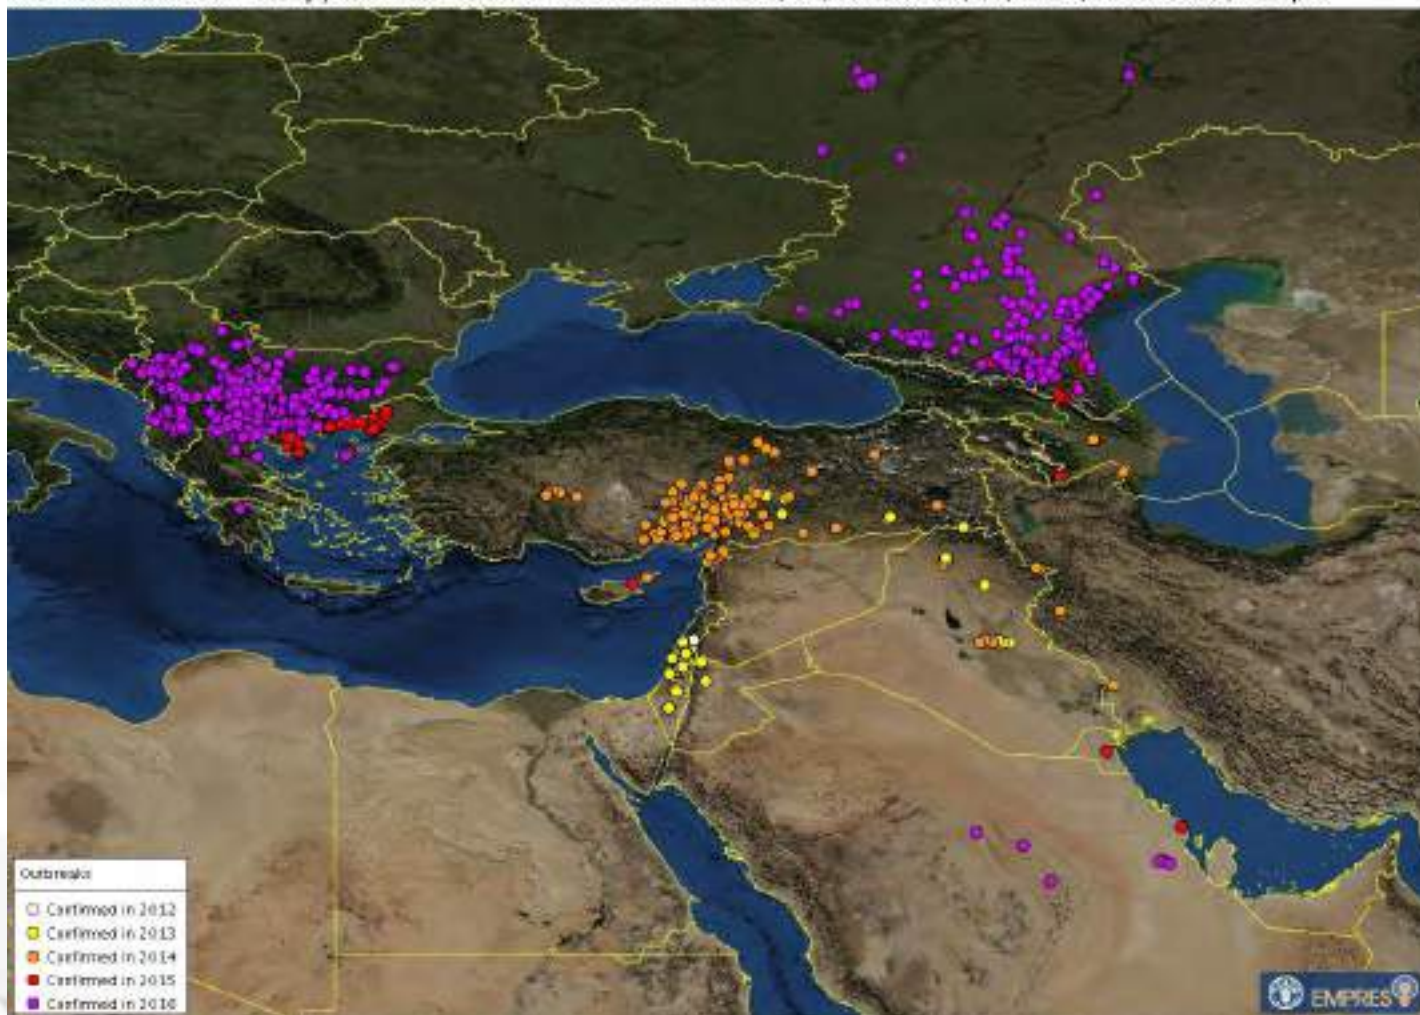 Outbreaks
Confirmed in 2012
Confirmed in 2013
Confirmed in 2014
Confirmed in 2015
Confirmed in 2016
EMPRES